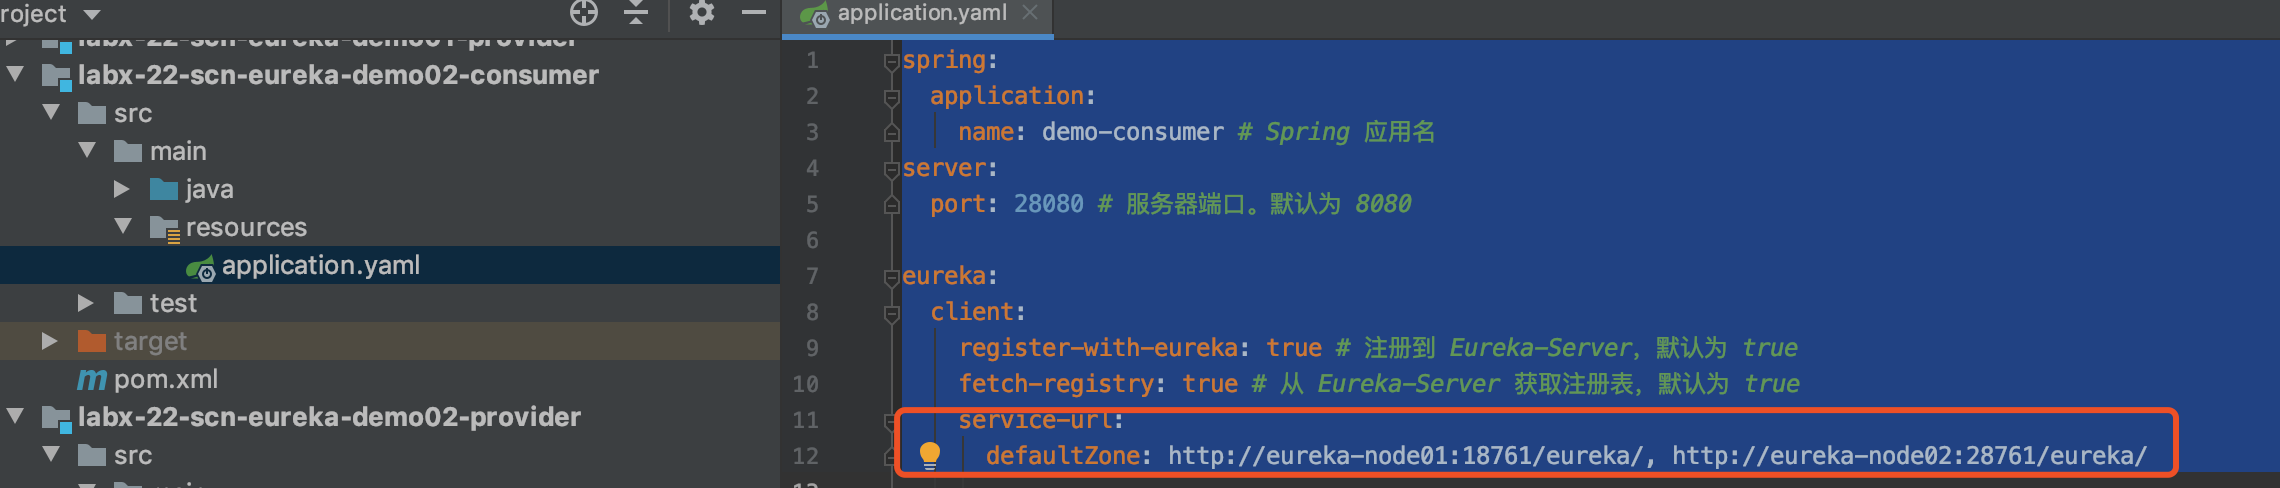 roject
labx-22-scn-eureka-demo01-provider
labx-22-scn-eureka-demo02-consumer
src
main
java
resources
application.yaml
test
target
pom.xml
labx-22-scn-eureka-demo02-provider
src
application.yaml
1 spring:
2 application:
3 name: demo-consumer # Spring 应用名
4 server:
5 port: 28080 # 服务器端口。默认为 8080
6
7 eureka:
8 client:
9 register-with-eureka: true # 注册到 Eureka-Server，默认为 true
10 fetch-registry: true # 从 Eureka-Server 获取注册表，默认为 true
11 service-url:
12 defaultZone: http://eureka-node01:18761/eureka/, http://eureka-node02:28761/eureka/